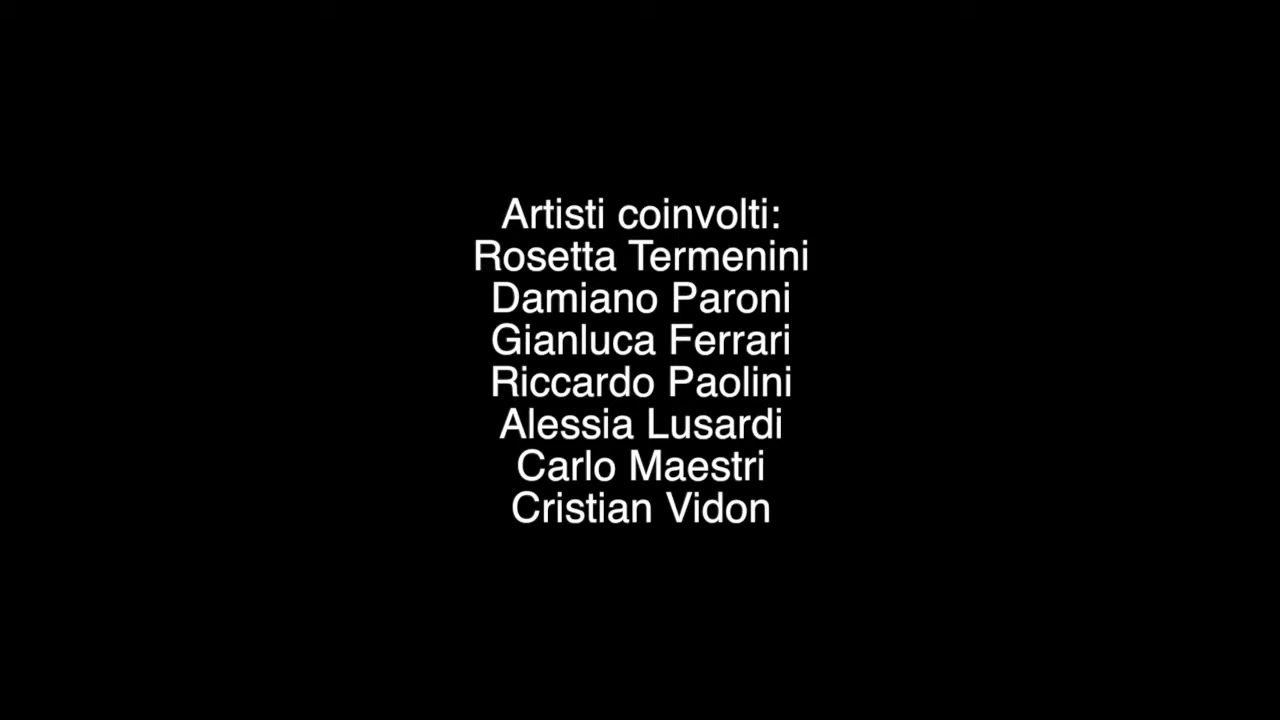 Artisti coinvolti:
Rosetta Termenini
Damiano Paroni
Gianluca Ferrari
Riccardo Paolini
Alessia Lusardi
Carlo Maestri
Cristian Vidon